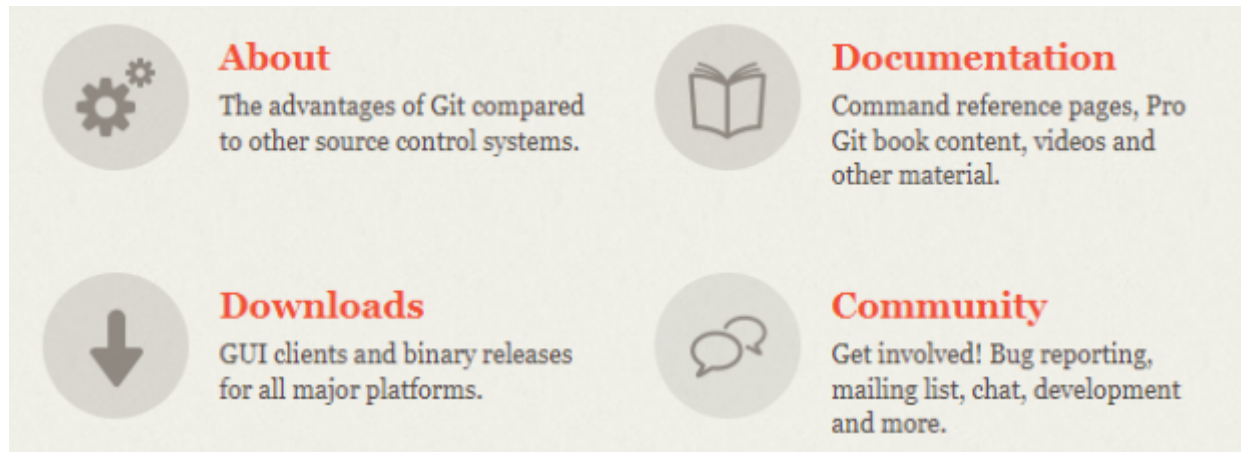 About
The advantages of Git compared
to other source control systems.
Documentation
Command reference pages, Pro
Git book content, videos and
other material.
Downloads
GUI clients and binary releases
for all major platforms.
Community
Get involved! Bug reporting,
mailing list, chat, development
and more.